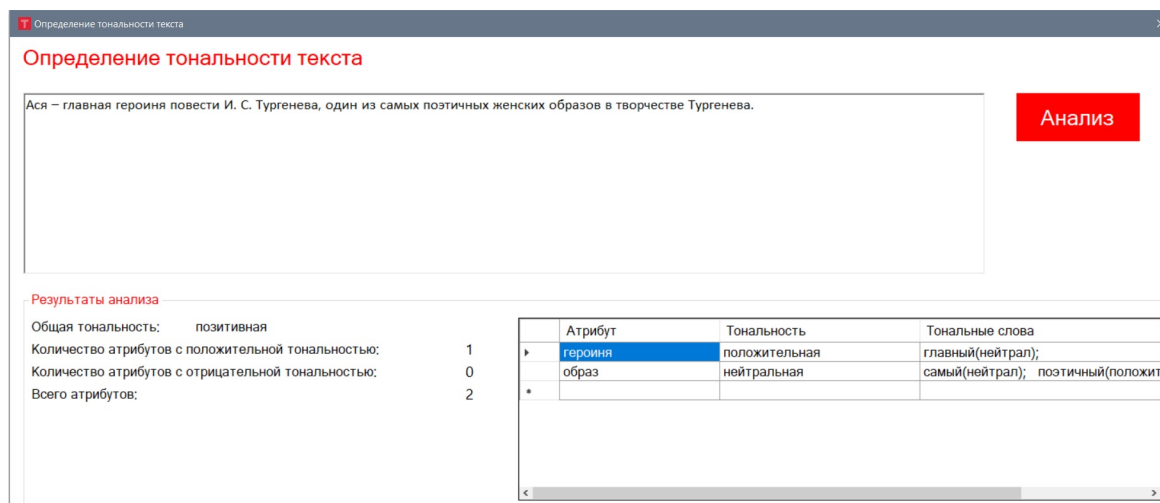 Определение тональности текста
Определение тональности текста
Ася – главная героиня повести И. С. Тургенева, один из самых поэтичных женских образов в творчестве Тургенева.
Анализ
Результаты анализа
Общая тональность: позитивная
Количество атрибутов с положительной тональностью: 1
Количество атрибутов с отрицательной тональностью: 0
Всего атрибутов: 2
Атрибут Тональность Тональные слова
героиня положительная главный(нейтрал);
образ нейтральная самый(нейтрал); поэтичный(положит